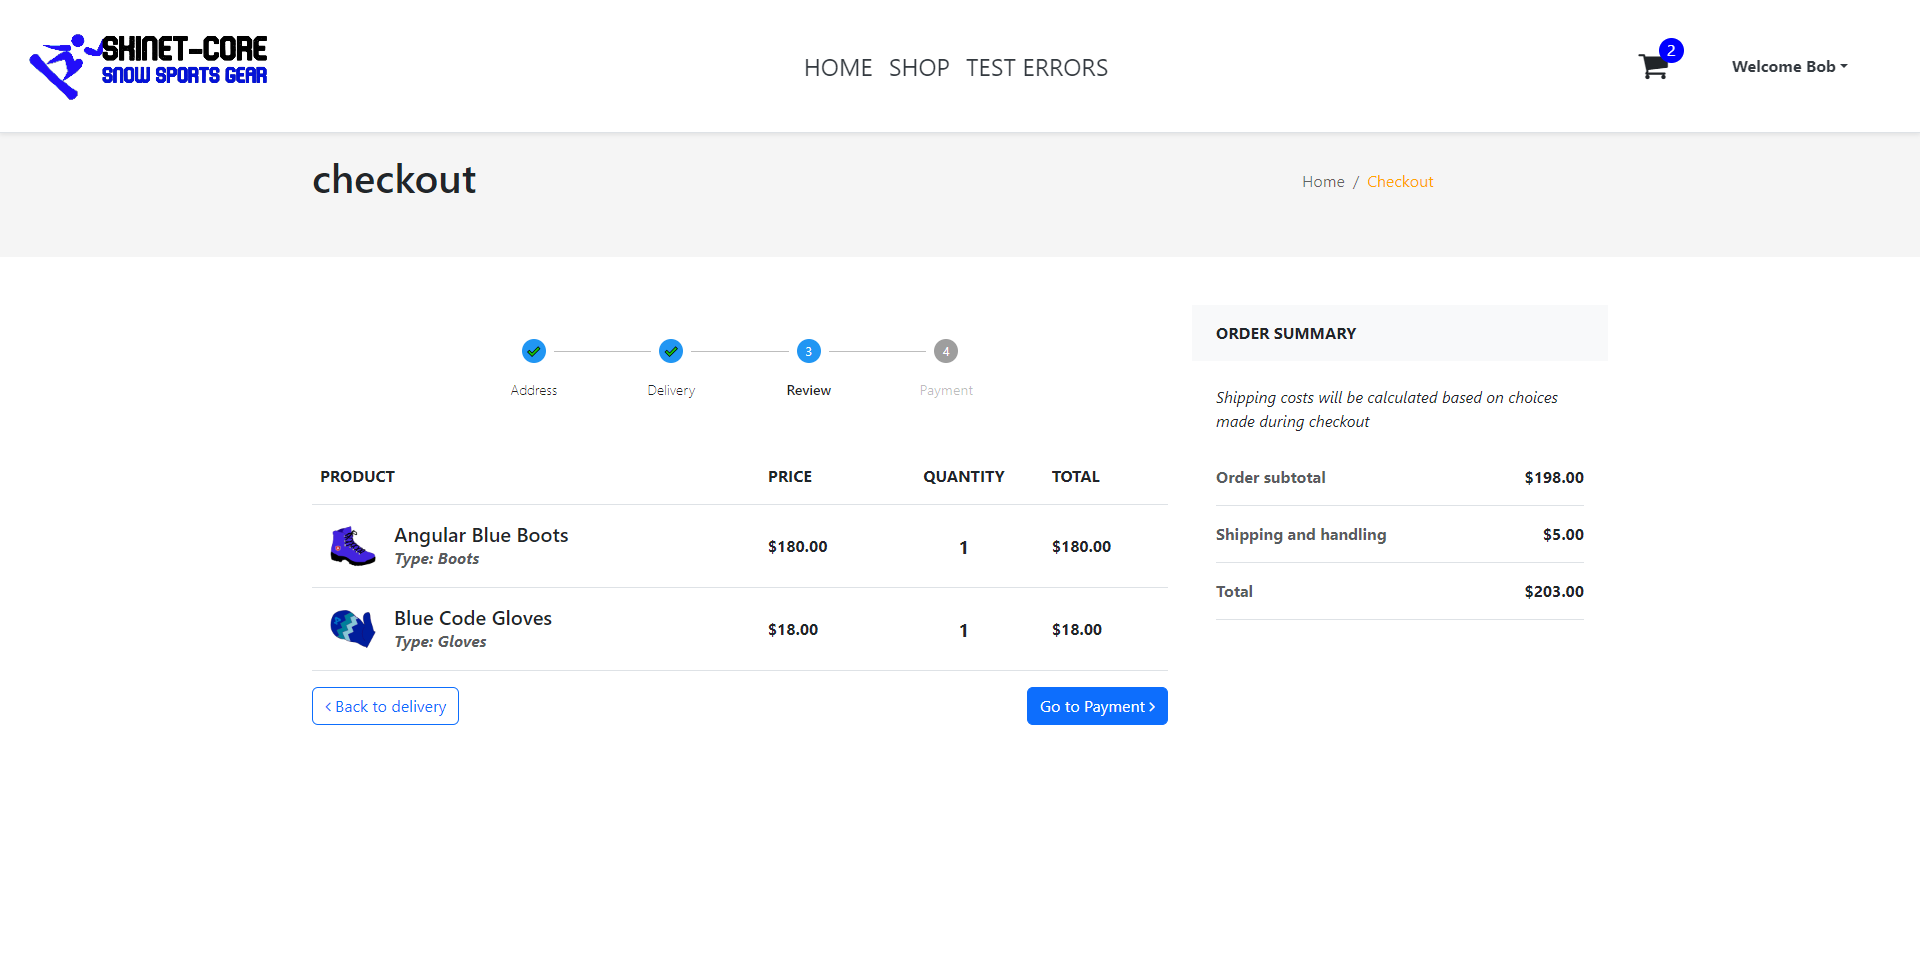 SKINET-CORE
SNOW SPORTS GEAR
HOME SHOP TEST ERRORS
2
Welcome Bob
checkout
Home / Checkout
3
4
Address
Delivery
Review
Payment
PRODUCT PRICE QUANTITY TOTAL
Angular Blue Boots
Type: Boots
$180.00 1 $180.00
Blue Code Gloves
Type: Gloves
$18.00 1 $18.00
Back to delivery
Go to Payment
ORDER SUMMARY
Shipping costs will be calculated based on choices
made during checkout
Order subtotal $198.00
Shipping and handling $5.00
Total $203.00